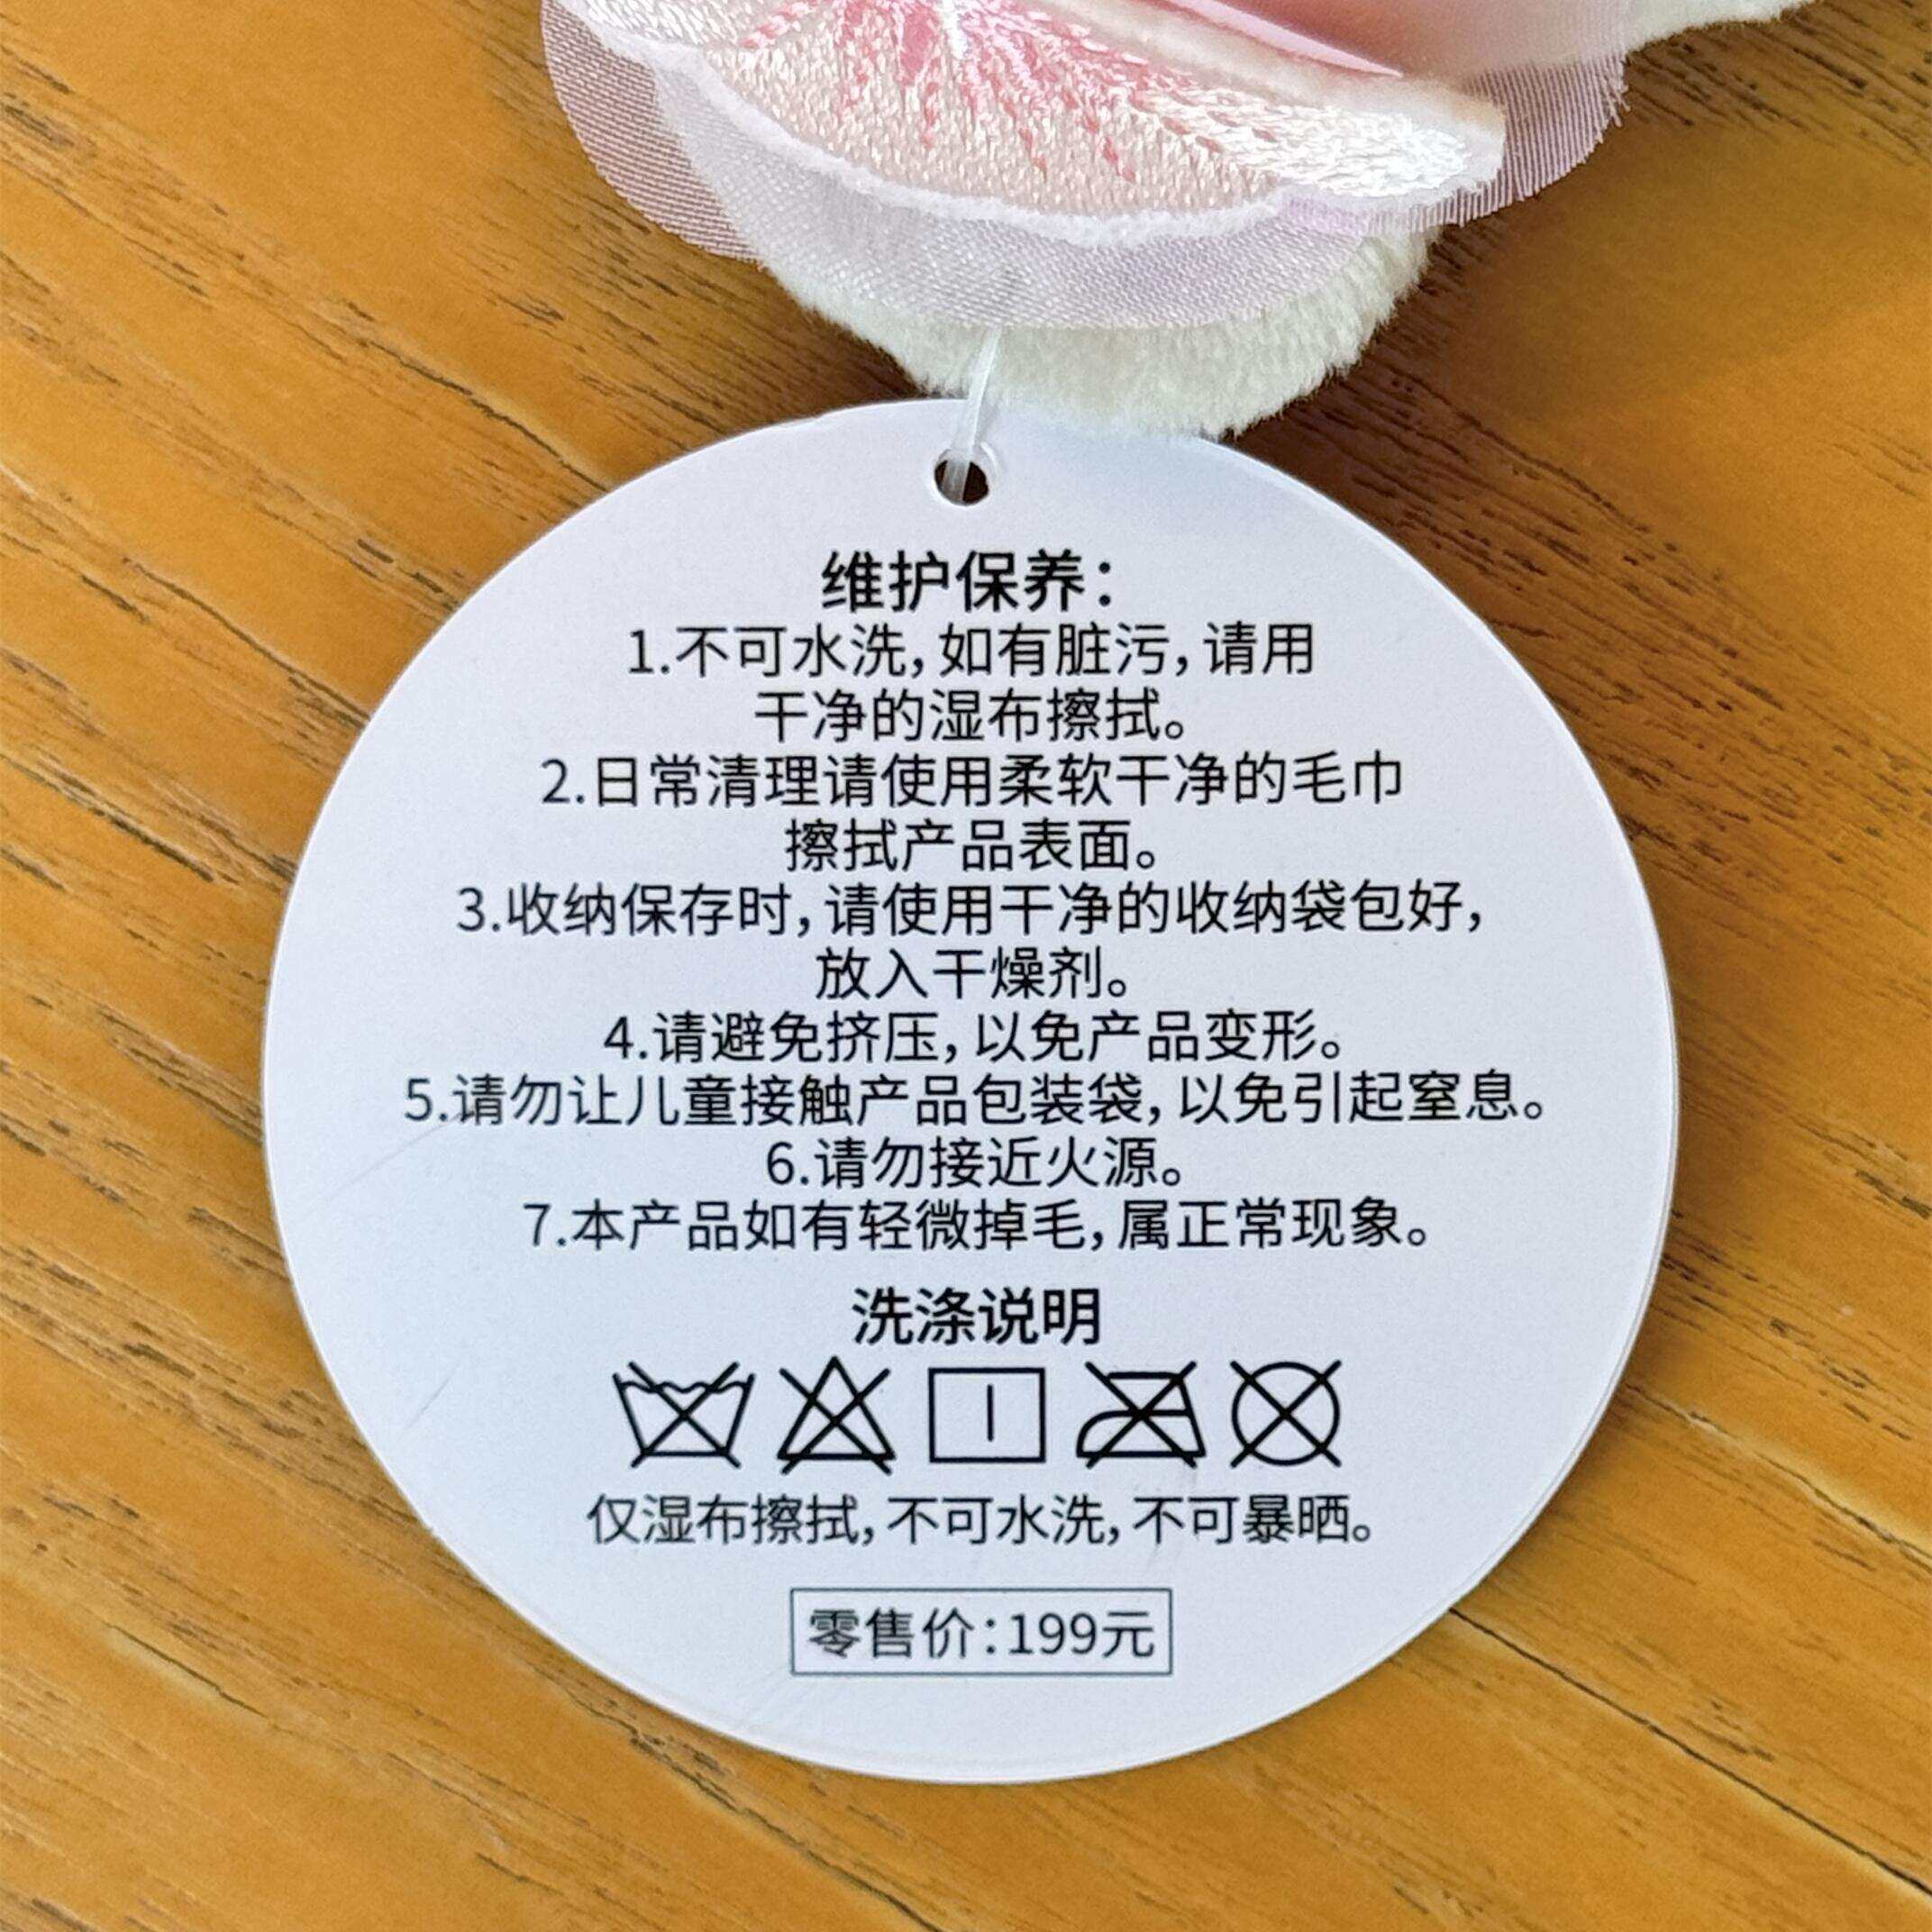 维护保养：
1.不可水洗，如有脏污，请用
干净的湿布擦拭。
2.日常清理请使用柔软干净的毛巾
擦拭产品表面。
3.收纳保存时，请使用干净的收纳袋包好，
放入干燥剂。
4.请避免挤压，以免产品变形。
5.请勿让儿童接触产品包装袋，以免引起窒息。
6.请勿接近火源。
7.本产品如有轻微掉毛，属正常现象。
洗涤说明
仅湿布擦拭，不可水洗，不可暴晒。
零售价：199元